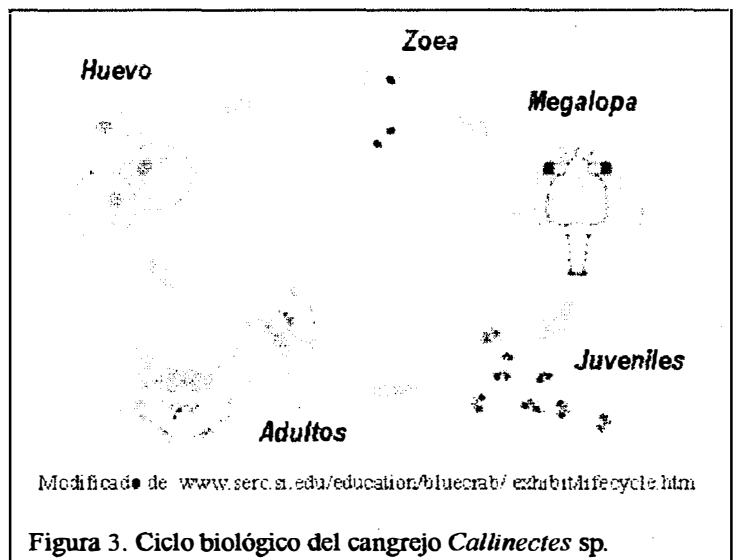 Zoea
Huevo
Megalopa
Juveniles
Adultos
Modificado de www.serc.si.edu/education/bluecrab/ exhibit/lifecycle.htm
Figura 3. Ciclo biológico del cangrejo Callinectes sp.